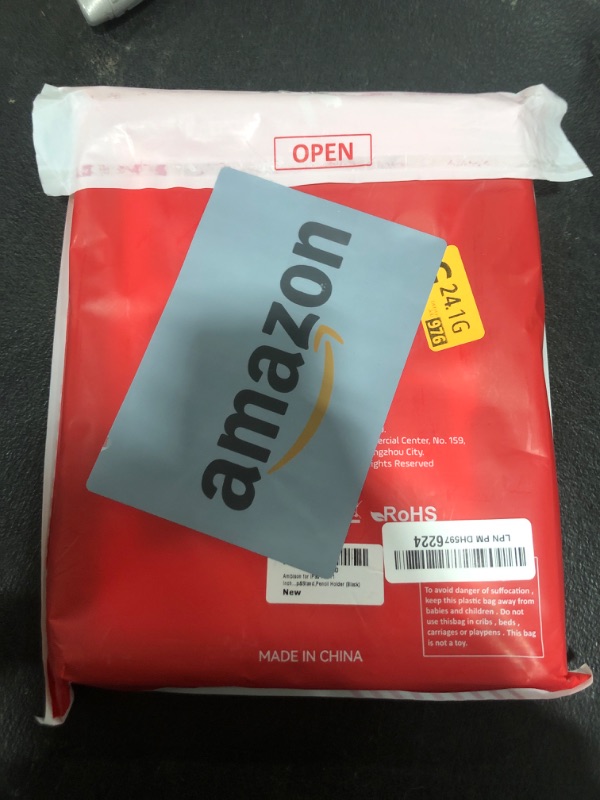 OPEN
amazon
24.1G
976
ercial Center, No. 159,
ngzhou City.
ghts Reserved
RoHS
LPN PM DH5976224
Pencil Holder (Black)
New
To avoid danger of suffocation,
keep this plastic bag away from
babies and children. Do not
use thisbag in cribs, beds,
carriages or playpens. This bag
is not a toy.
MADE IN CHINA